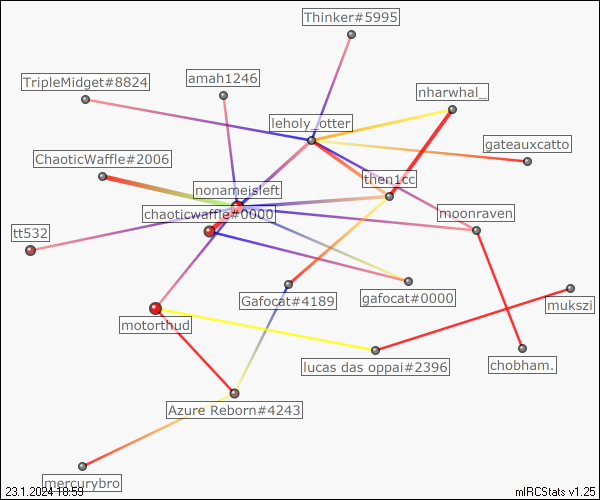 Thinker#5995
TripleMidget#8824
amah1246
nharwhal_
leholy_otter
gateauxcatto
ChaoticWaffle#2006
then1cc
nonameisleft
chaoticwaffle#0000
moonraven
tt532
Gafocat#4189
gafocat#0000
mukszi
motorthud
lucas das oppai#2396
chobham.
Azure Reborn#4243
mercurybro
23.1.2024 18:59
mIRCStats v1.25